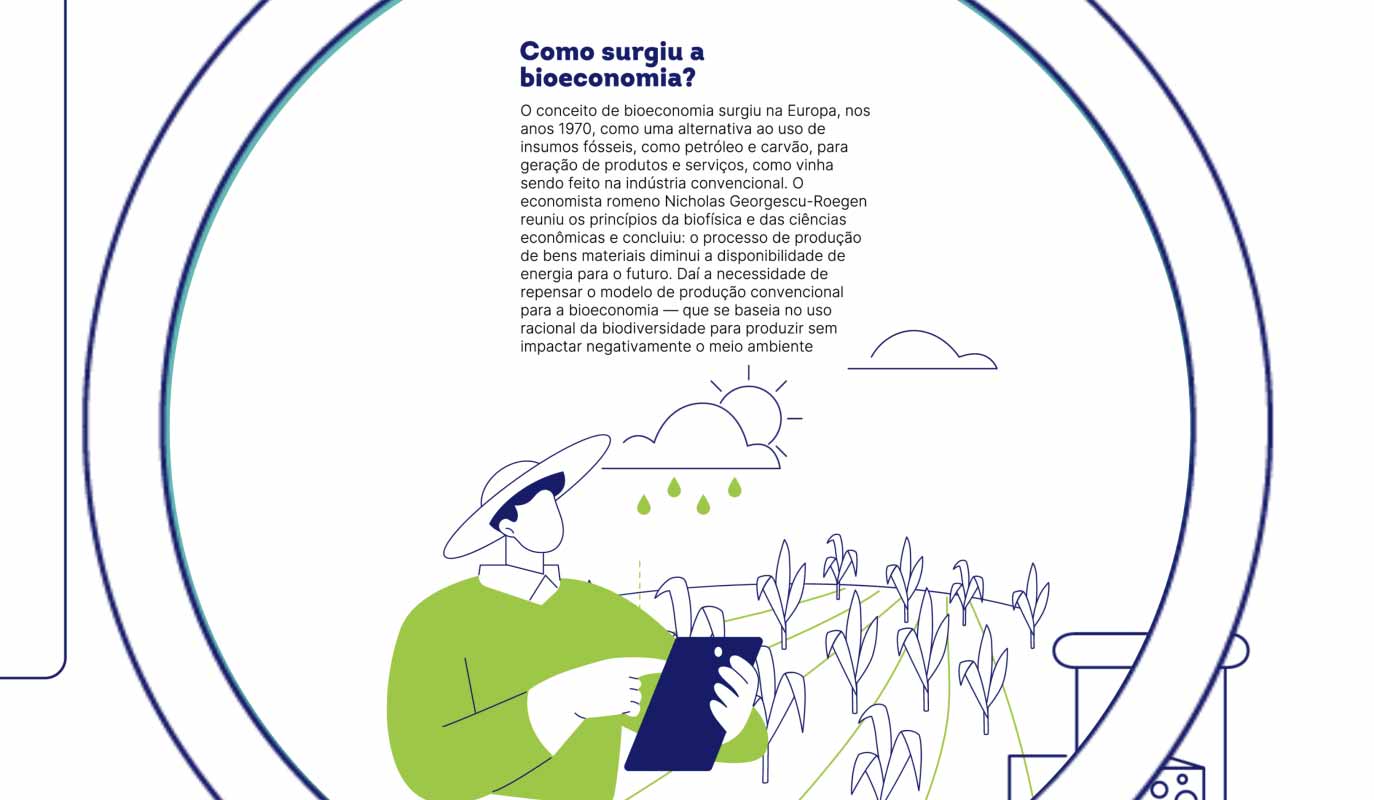 Como surgiu a
bioeconomia?
O conceito de bioeconomia surgiu na Europa, nos
anos 1970, como uma alternativa ao uso de
insumos fósseis, como petróleo e carvão, para
geração de produtos e serviços, como vinha
sendo feito na indústria convencional. O
economista romeno Nicholas Georgescu-Roegen
reuniu os princípios da biofísica e das ciências
econômicas e concluiu: o processo de produção
de bens materiais diminui a disponibilidade de
energia para o futuro. Daí a necessidade de
repensar o modelo de produção convencional
para a bioeconomia — que se baseia no uso
racional da biodiversidade para produzir sem
impactar negativamente o meio ambiente